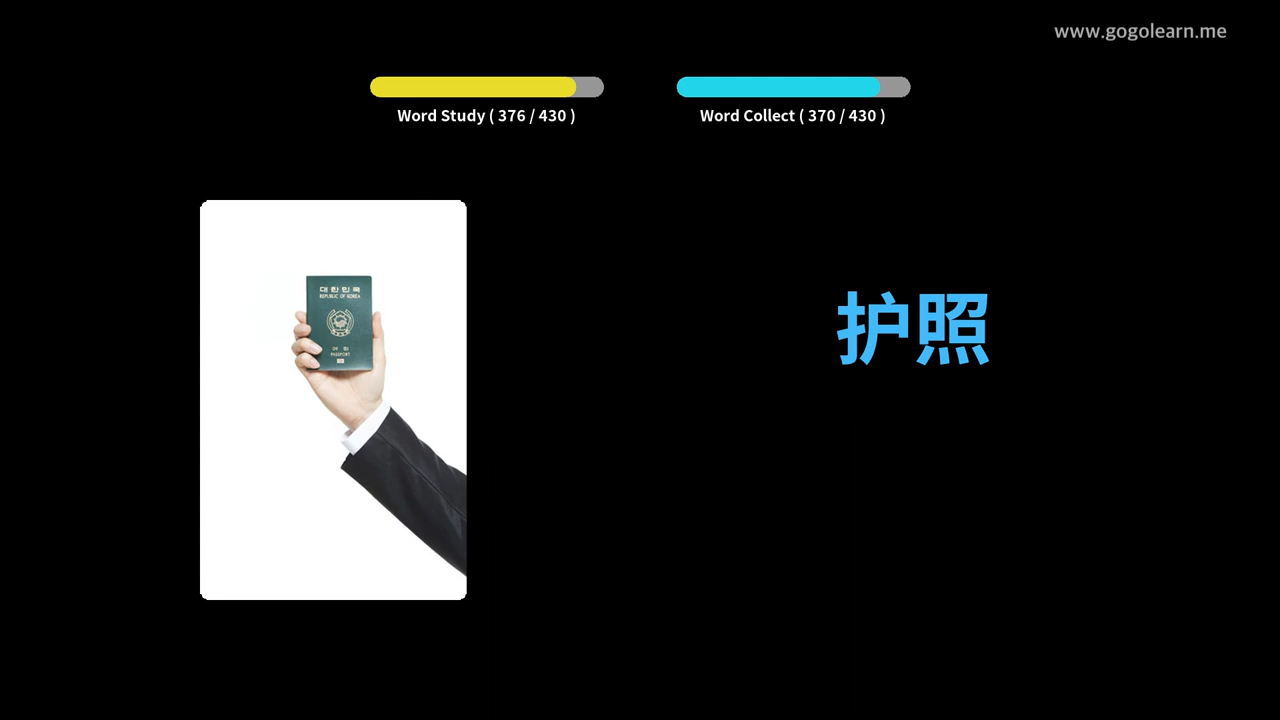 www.gogolearn.me
Word Study ( 376 / 430 )
Word Collect ( 370 / 430 )
대한민국
REPUBLIC OF KOREA
护照
PASSPORT